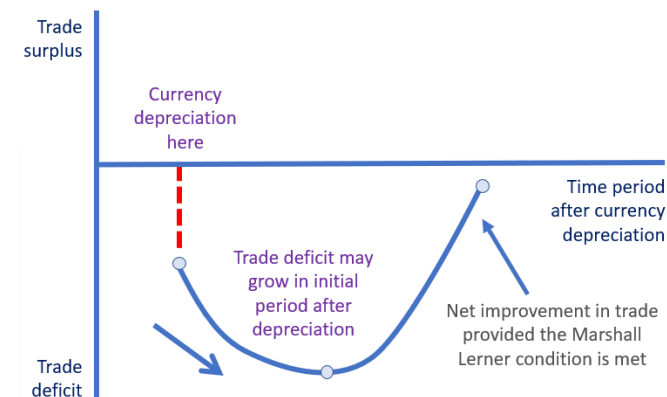 Trade
surplus
Currency
depreciation
here
Time period
after currency
depreciation
Trade deficit may
grow in initial
period after
depreciation
Net improvement in trade
provided the Marshall
Lerner condition is met
Trade
deficit